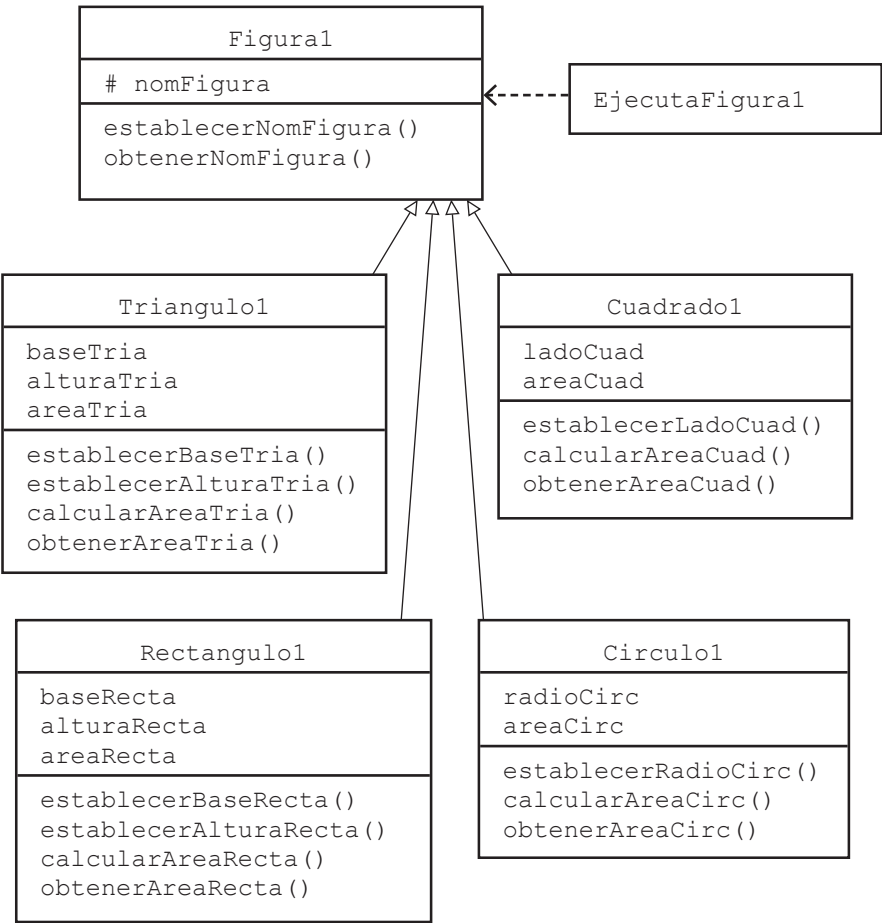 Figura1
# nomFigura
establecerNomFigura()
obtenerNomFigura()
EjecutaFigura1
Triangulo1
baseTria
alturaTria
areaTria
establecerBaseTria()
establecerAlturaTria()
calcularAreaTria()
obtenerAreaTria()
Cuadrado1
ladoCuad
areaCuad
establecerLadoCuad()
calcularAreaCuad()
obtenerAreaCuad()
Rectangulo1
baseRecta
alturaRecta
areaRecta
establecerBaseRecta()
establecerAlturaRecta()
calcularAreaRecta()
obtenerAreaRecta()
Circulo1
radioCirc
areaCirc
establecerRadioCirc()
calcularAreaCirc()
obtenerAreaCirc()